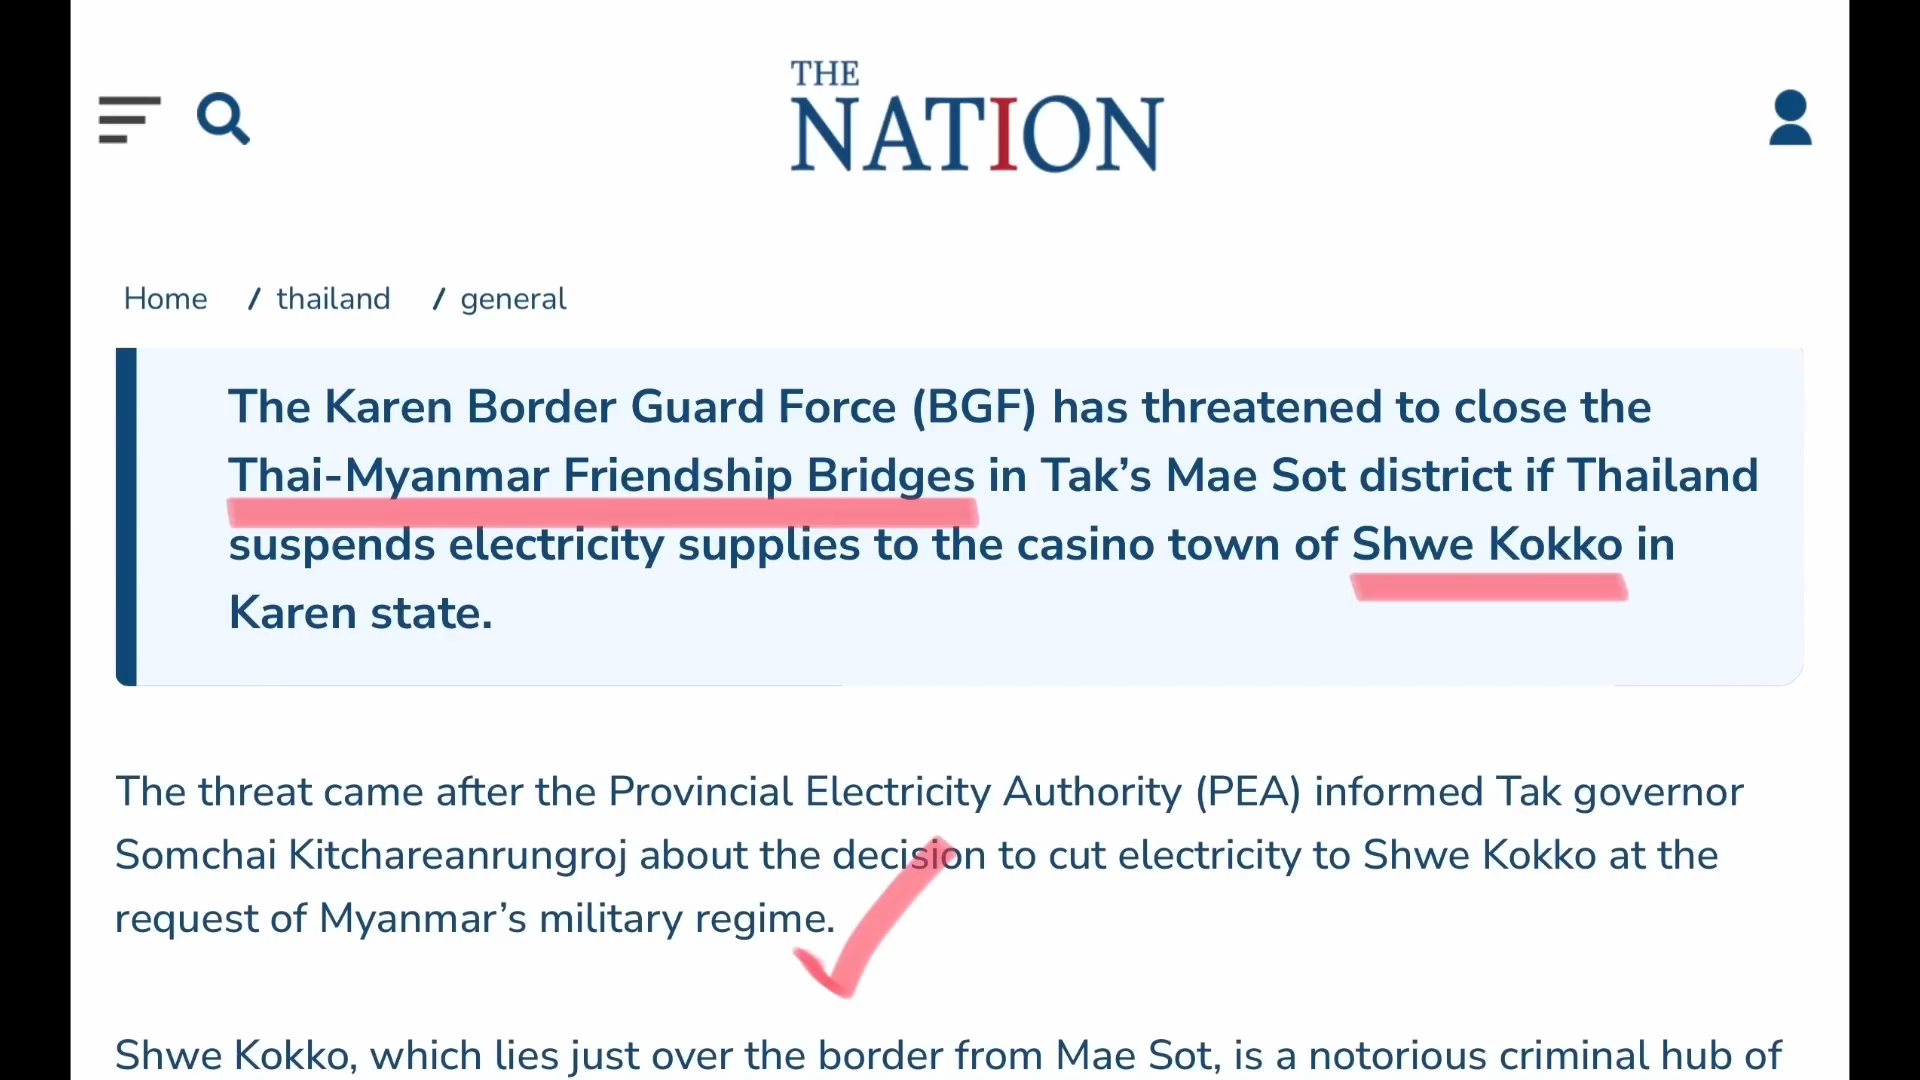 THE
NATION
Home / thailand / general
The Karen Border Guard Force (BGF) has threatened to close the
Thai-Myanmar Friendship Bridges in Tak’s Mae Sot district if Thailand
suspends electricity supplies to the casino town of Shwe Kokko in
Karen state.
The threat came after the Provincial Electricity Authority (PEA) informed Tak governor
Somchai Kitchareanrungroj about the decision to cut electricity to Shwe Kokko at the
request of Myanmar’s military regime.
Shwe Kokko, which lies just over the border from Mae Sot, is a notorious criminal hub of